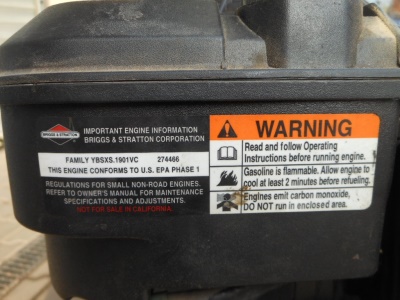 BRIGGS & STRATTON
IMPORTANT ENGINE INFORMATION
BRIGGS & STRATTON CORPORATION
FAMILY YBSXS.1901VC 274466
THIS ENGINE CONFORMS TO U.S. EPA PHASE 1
REGULATIONS FOR SMALL NON-ROAD ENGINES.
REFER TO OWNER'S MANUAL FOR MAINTENANCE
SPECIFICATIONS AND ADJUSTMENTS.
NOT FOR SALE IN CALIFORNIA.
WARNING
Read and follow Operating
Instructions before running engine.
Gasoline is flammable. Allow engine to
cool at least 2 minutes before refueling.
Engines emit carbon monoxide,
DO NOT run in enclosed area.